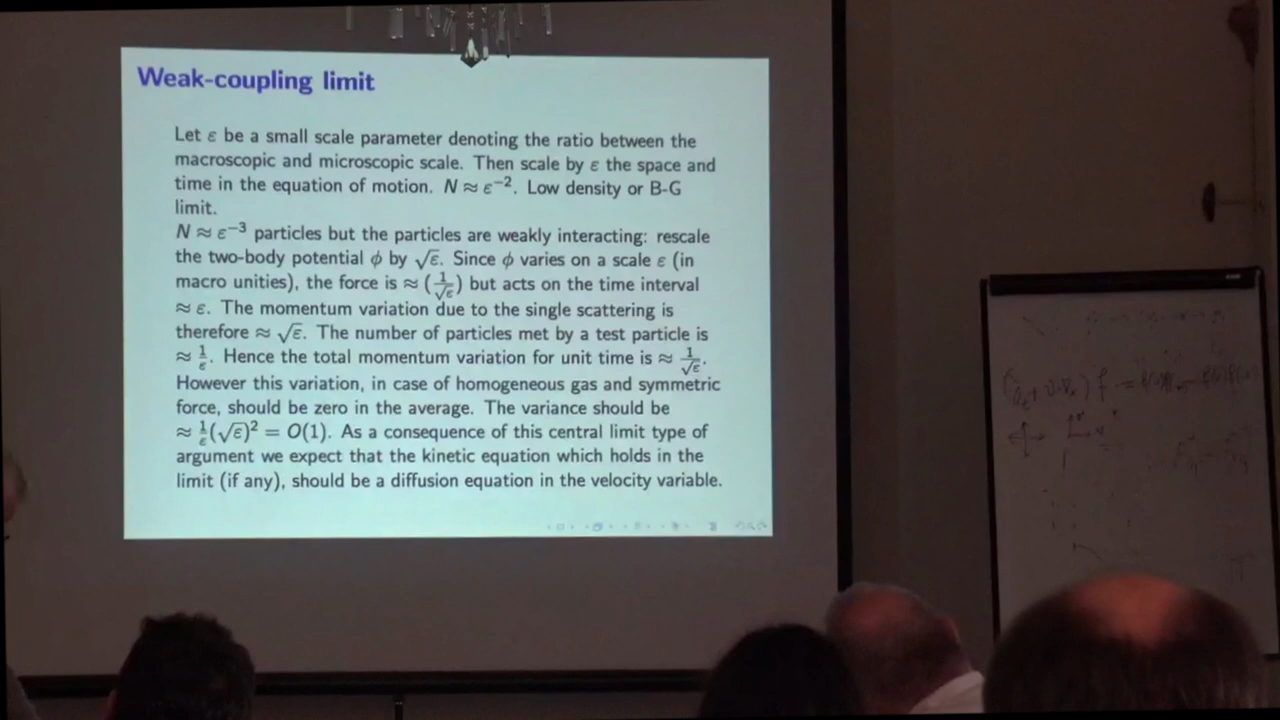 Weak-coupling limit
Let ε be a small scale parameter denoting the ratio between the
macroscopic and microscopic scale. Then scale by ε the space and
time in the equation of motion. N ≈ ε⁻². Low density or B-G
limit.
N ≈ ε⁻³ particles but the particles are weakly interacting: rescale
the two-body potential ϕ by √ε. Since ϕ varies on a scale ε (in
macro unities), the force is ≈ (1/√ε) but acts on the time interval
≈ ε. The momentum variation due to the single scattering is
therefore ≈ √ε. The number of particles met by a test particle is
≈ 1/ε. Hence the total momentum variation for unit time is ≈ 1/√ε.
However this variation, in case of homogeneous gas and symmetric
force, should be zero in the average. The variance should be
≈ 1/ε(√ε)² = O(1). As a consequence of this central limit type of
argument we expect that the kinetic equation which holds in the
limit (if any), should be a diffusion equation in the velocity variable.